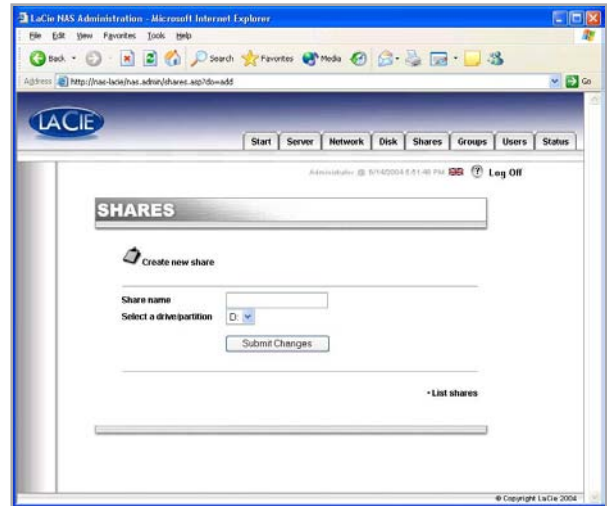 LaCie NAS Administration - Microsoft Internet Explorer
File Edit View Favorites Tools Help
Back Search Favorites Media
Address http://nas-lacie/nas.admin/shares.asp?do=add Go
LACIE
Start Server Network Disk Shares Groups Users Status
Administrator @ PM Log Off
SHARES
Create new share
Share name
Select a drive/partition D:
Submit Changes
• List shares
© Copyright LaCie 2004